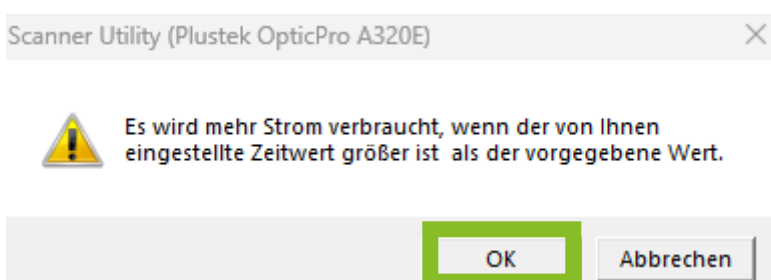 Scanner Utility (Plustek OpticPro A320E)
Es wird mehr Strom verbraucht, wenn der von Ihnen
eingestellte Zeitwert größer ist  als der vorgegebene Wert.
OK
Abbrechen